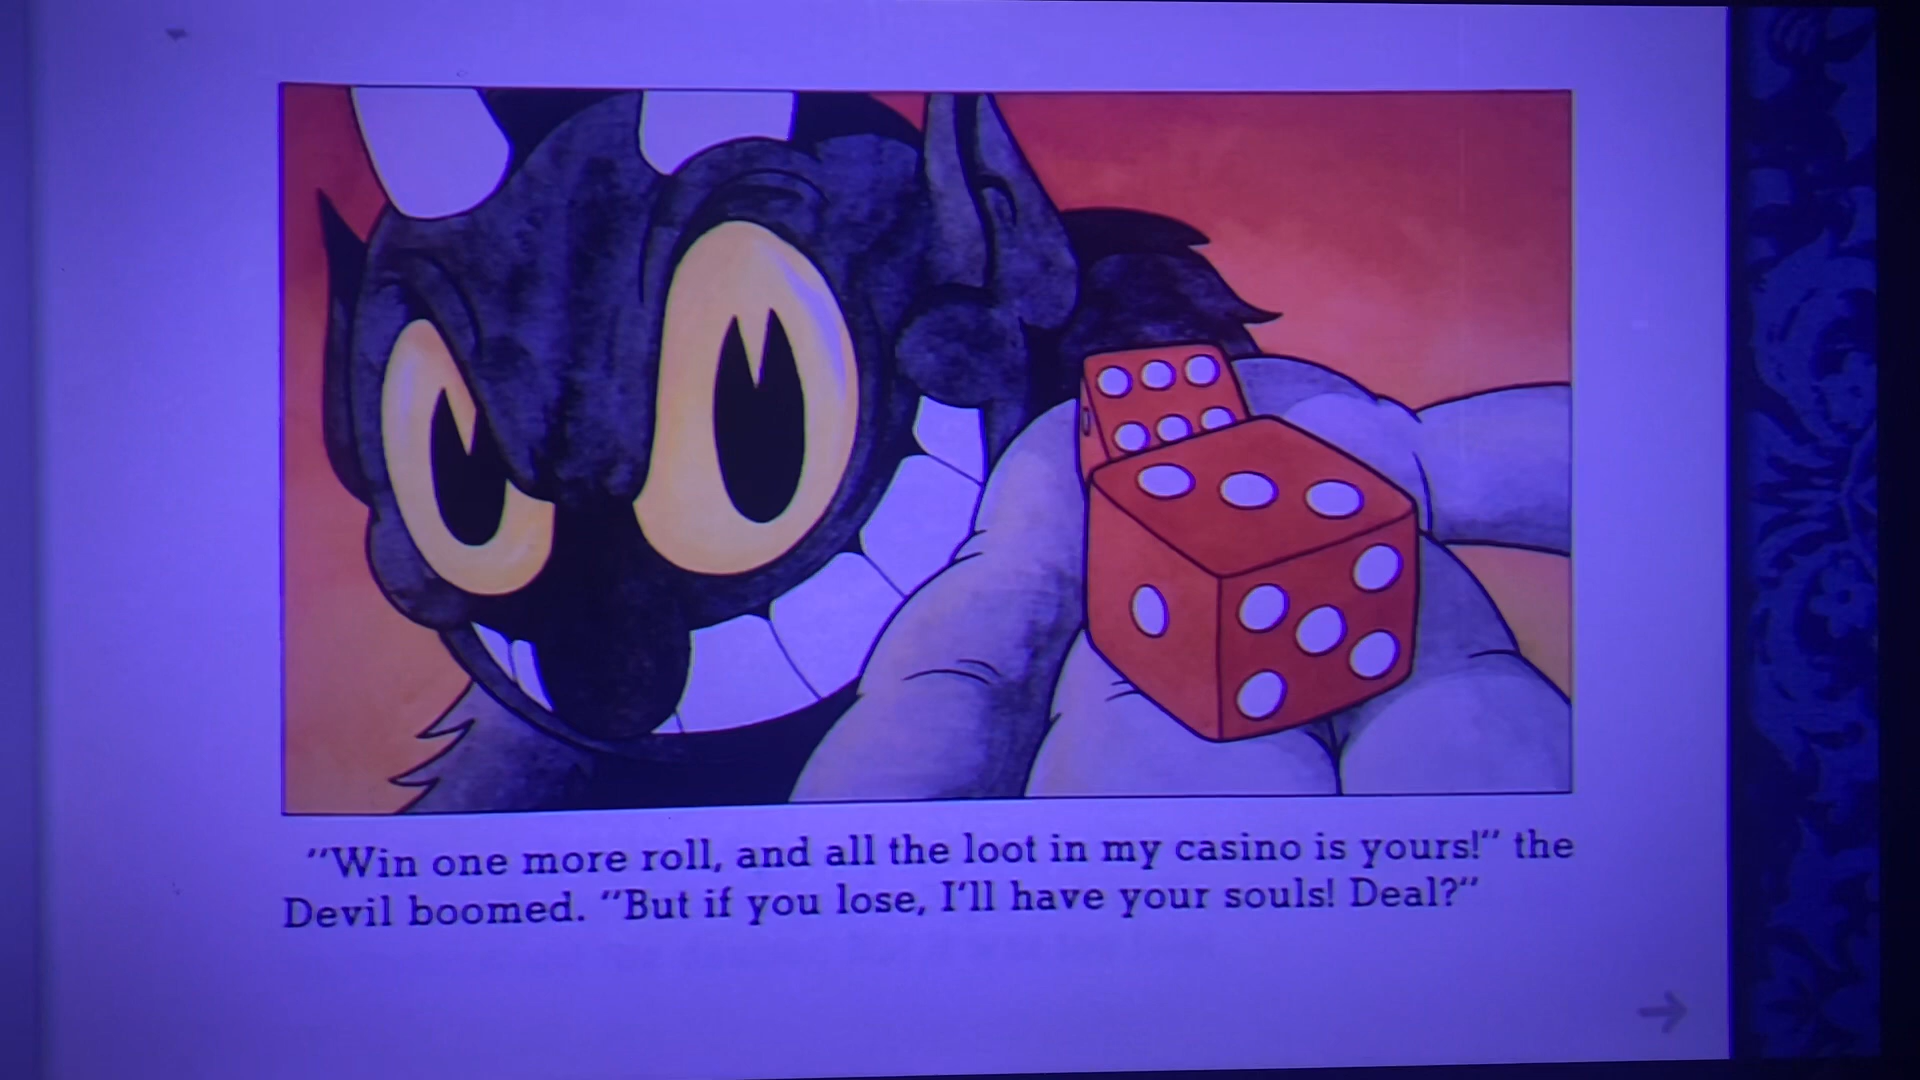 "Win one more roll, and all the loot in my casino is yours!" the
Devil boomed. "But if you lose, I'll have your souls! Deal?"